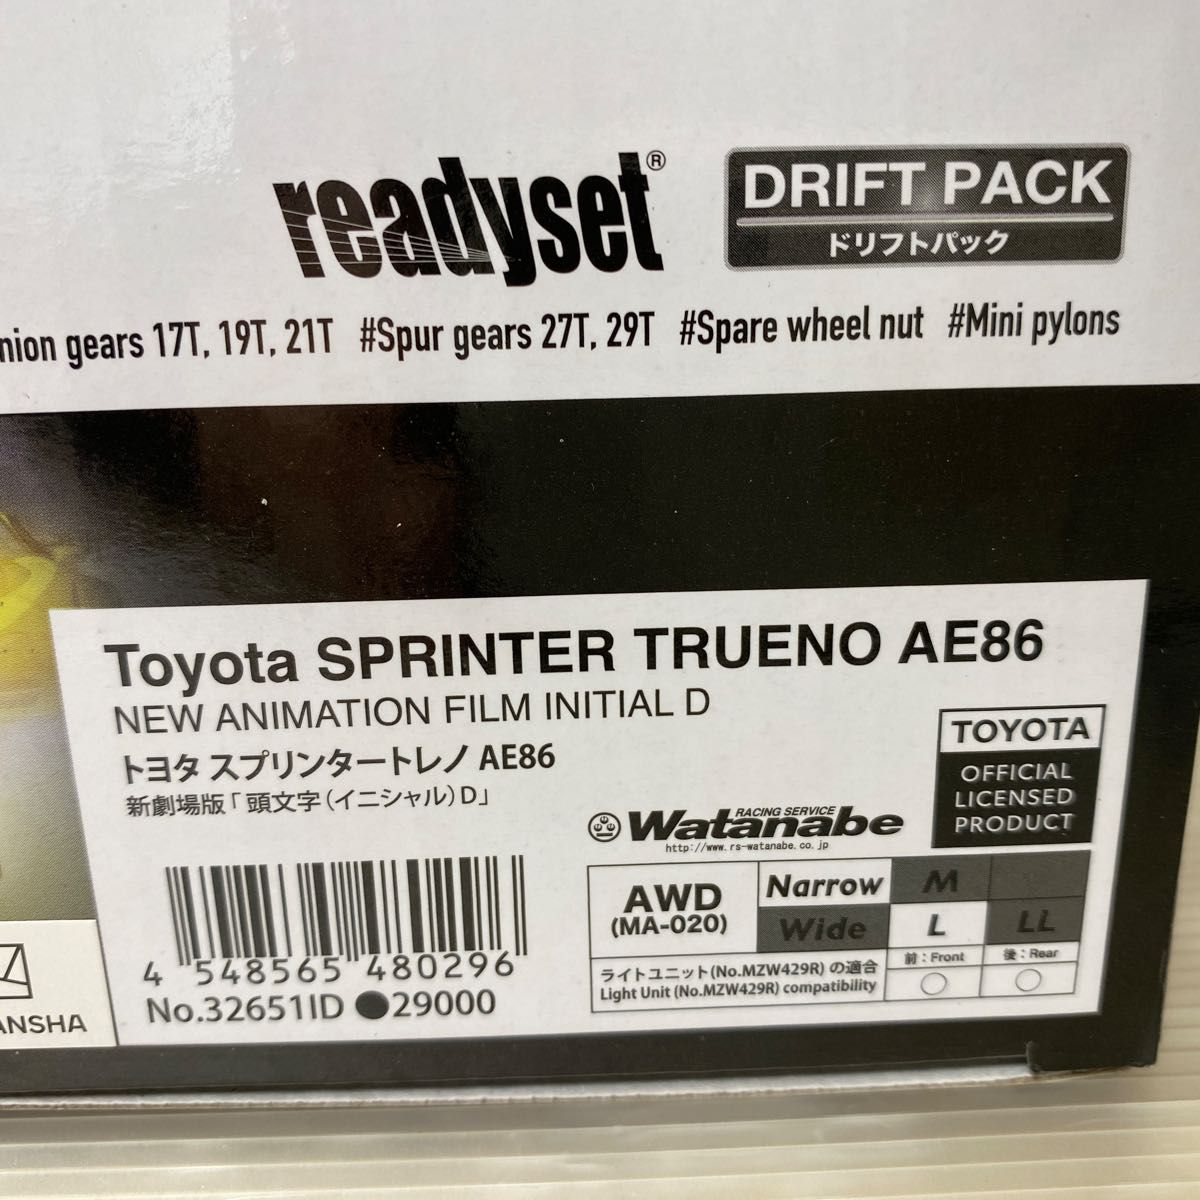 readyset®
DRIFT PACK
ドリフトパック
nion gears 17T, 19T, 21T #Spur gears 27T, 29T #Spare wheel nut #Mini pylons
Toyota SPRINTER TRUENO AE86
NEW ANIMATION FILM INITIAL D
トヨタ スプリンタートレノ AE86
新劇場版「頭文字(イニシャル)D」
TOYOTA
OFFICIAL
LICENSED
PRODUCT
RACING SERVICE
Watanabe
http://www.rs-watanabe.co.jp
AWD
(MA-020)
Narrow M
Wide L LL
ライトユニット(No.MZW429R)の適合
Light Unit (No.MZW429R) compatibility
前:Front 後:Rear
○ ○
4 548565 480296
No.32651ID ●29000
ANSHA